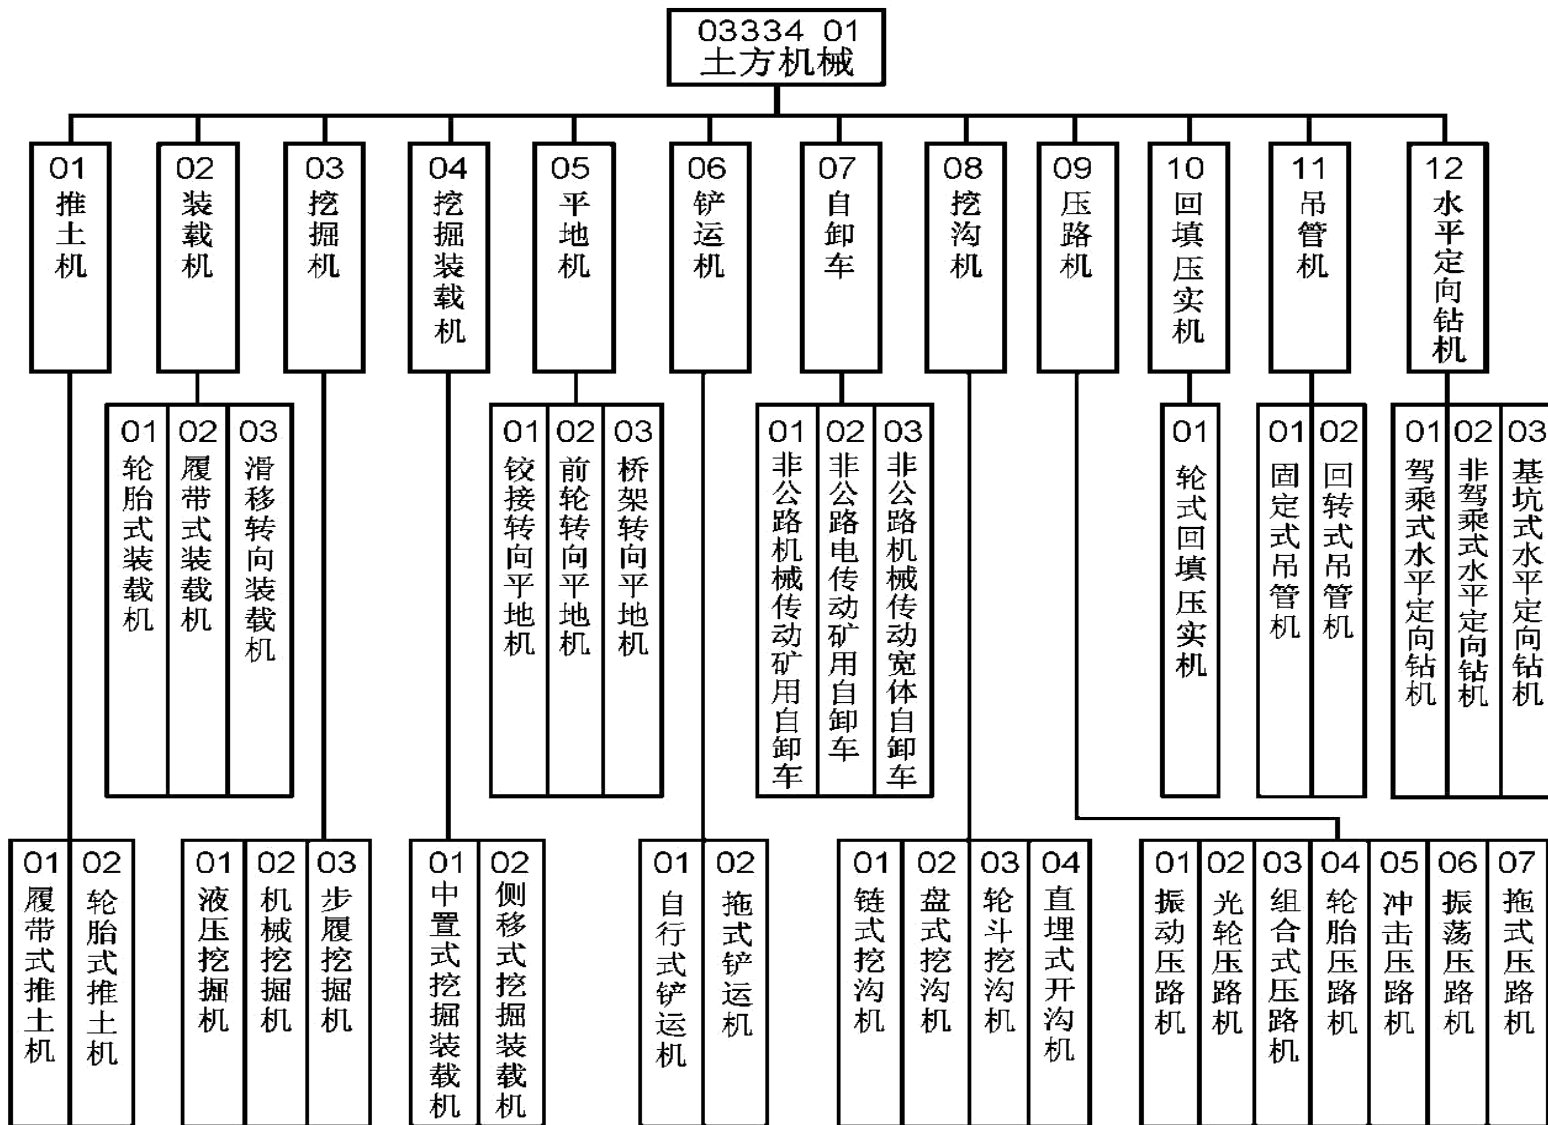 03334 01
土方机械
01
推土机
02
装载机
03
挖掘机
04
挖掘装载机
05
平地机
06
铲运机
07
自卸车
08
挖沟机
09
压路机
10
回填压实机
11
吊管机
12
水平定向钻机
01
轮胎式装载机
02
履带式装载机
03
滑移转向装载机
01
铰接转向平地机
02
前轮转向平地机
03
桥架转向平地机
01
非公路机械传动矿用自卸车
02
非公路电传动矿用自卸车
03
非公路机械传动宽体自卸车
01
轮式回填压实机
01
固定式吊管机
02
回转式吊管机
01
驾乘式水平定向钻机
02
非驾乘式水平定向钻机
03
基坑式水平定向钻机
01
履带式推土机
02
轮胎式推土机
01
液压挖掘机
02
机械挖掘机
03
步履挖掘机
01
中置式挖掘装载机
02
侧移式挖掘装载机
01
自行式铲运机
02
拖式铲运机
01
链式挖沟机
02
盘式挖沟机
03
轮斗挖沟机
04
直埋式开沟机
01
振动压路机
02
光轮压路机
03
组合式压路机
04
轮胎压路机
05
冲击压路机
06
振荡压路机
07
拖式压路机